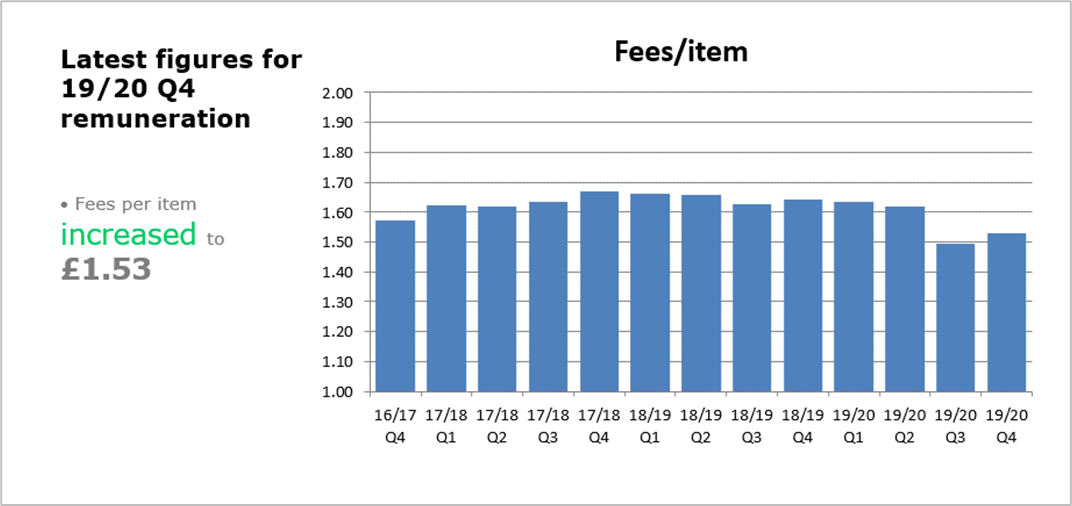 Latest figures for
19/20 Q4
remuneration
• Fees per item
increased to
£1.53
Fees/item
2.00
1.90
1.80
1.70
1.60
1.50
1.40
1.30
1.20
1.10
1.00
16/17 17/18 17/18 17/18 17/18 18/19 18/19 18/19 18/19 19/20 19/20 19/20 19/20
Q4 Q1 Q2 Q3 Q4 Q1 Q2 Q3 Q4 Q1 Q2 Q3 Q4